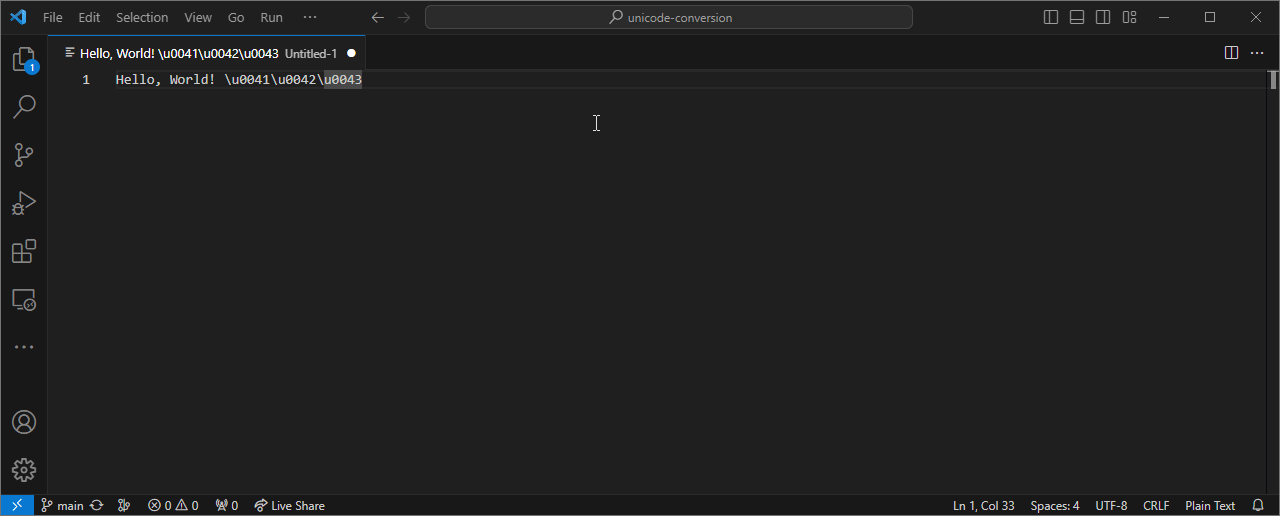 File Edit Selection View Go Run ···
unicode-conversion
Hello, World! \u0041\u0042\u0043 Untitled-1
1 Hello, World! \u0041\u0042\u0043
1
main 0 0 0 Live Share Ln 1, Col 33 Spaces: 4 UTF-8 CRLF Plain Text